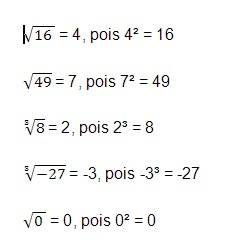 √16 = 4, pois 4² = 16
√49 = 7, pois 7² = 49
∛8 = 2, pois 2³ = 8
∛−27 = -3, pois -3³ = -27
√0 = 0, pois 0² = 0